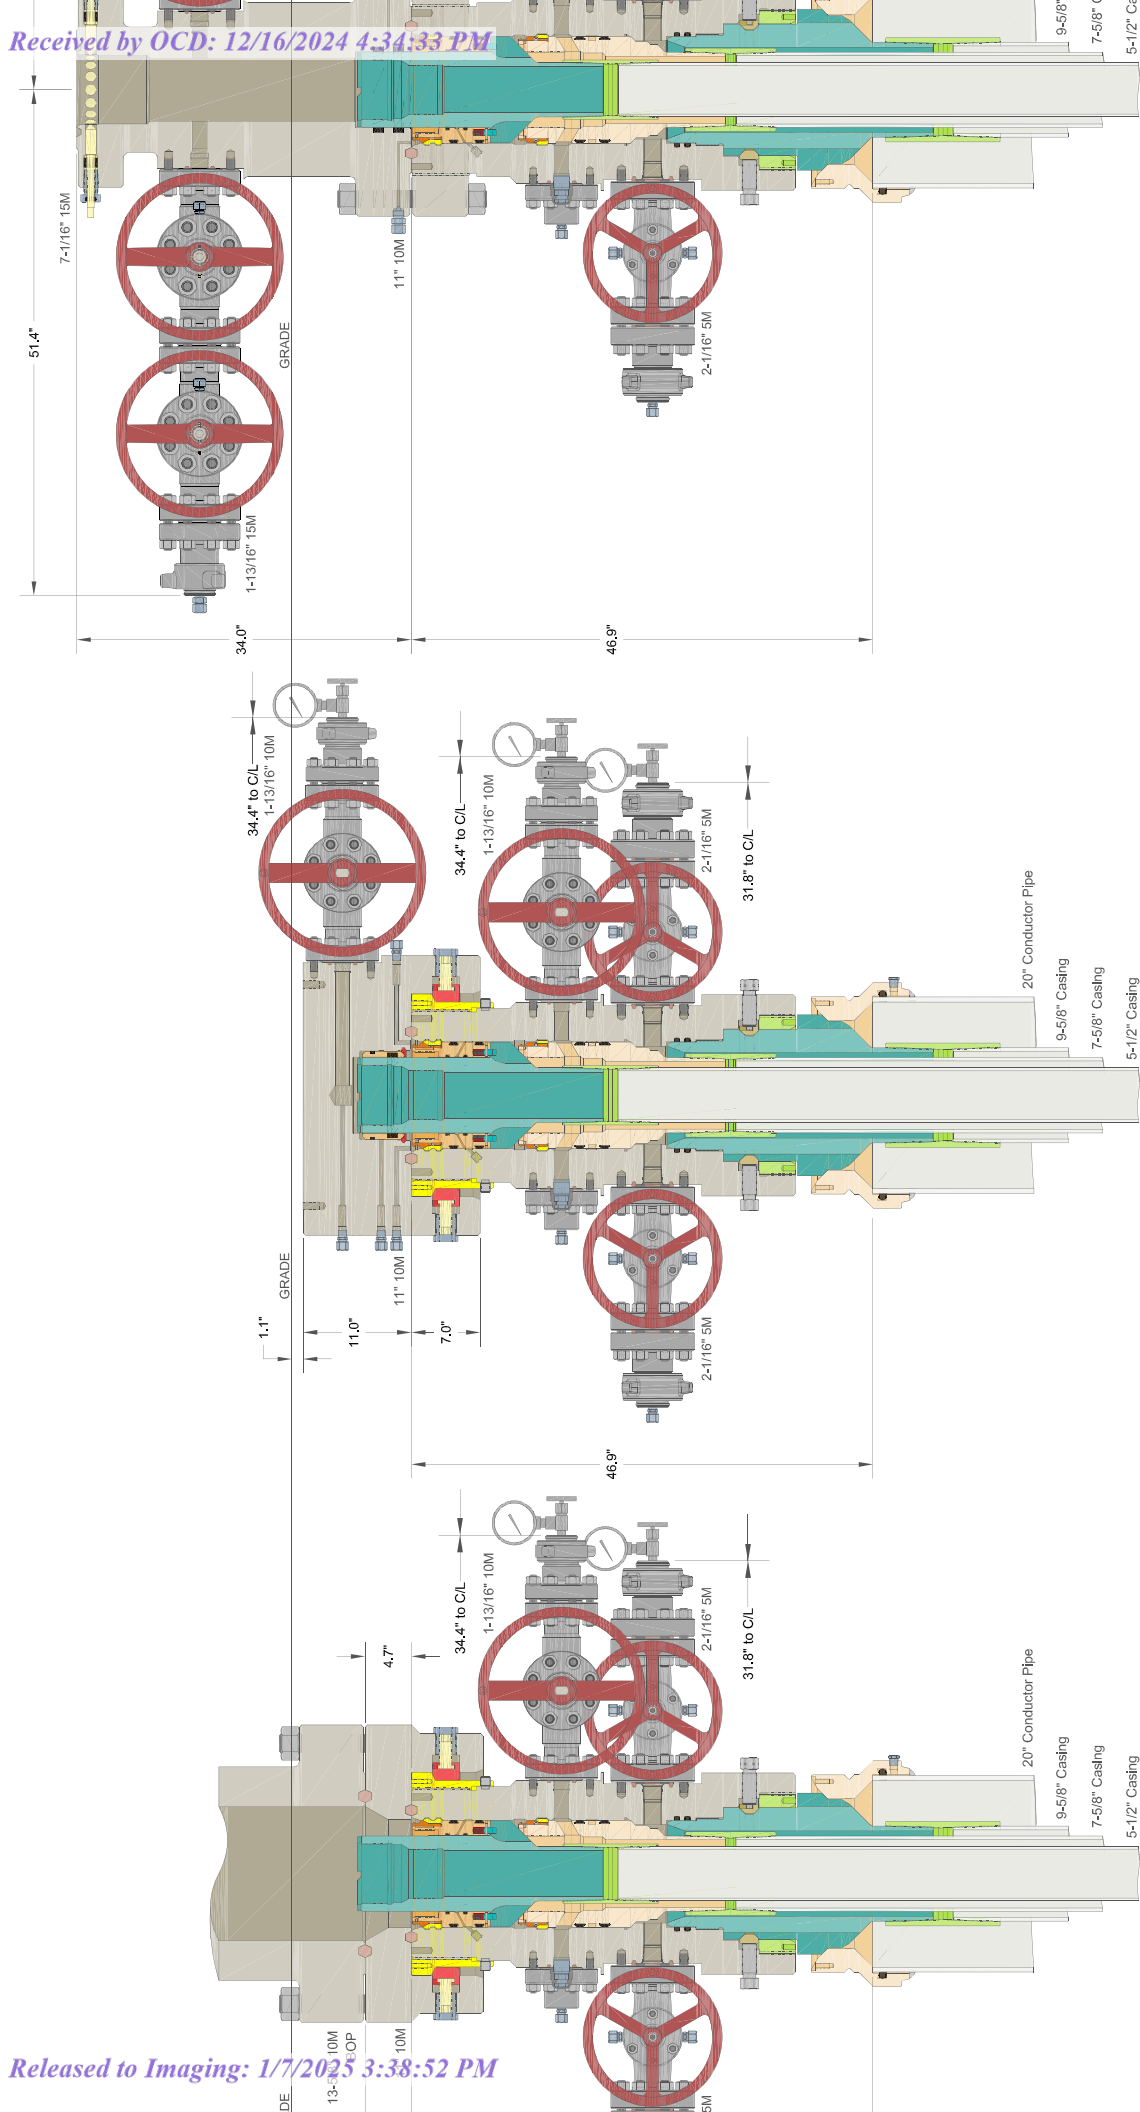 Received by OCD: 12/16/2024 4:34:33 PM
9-5/8"
7-5/8"
5-1/2" Ca
7-1/16" 15M
11" 10M
51.4"
GRADE
2-1/16" 5M
1-13/16" 15M
34.0"
46.9"
34.4" to C/L
1-13/16" 10M
34.4" to C/L
1-13/16" 10M
2-1/16" 5M
31.8" to C/L
20" Conductor Pipe
9-5/8" Casing
7-5/8" Casing
5-1/2" Casing
GRADE
11" 10M
1.1"
11.0"
7.0"
2-1/16" 5M
46.9"
34.4" to C/L
1-13/16" 10M
2-1/16" 5M
31.8" to C/L
4.7"
20" Conductor Pipe
9-5/8" Casing
7-5/8" Casing
5-1/2" Casing
10M
BOP
10M
Released to Imaging: 1/7/2025 3:38:52 PM
DE
5M